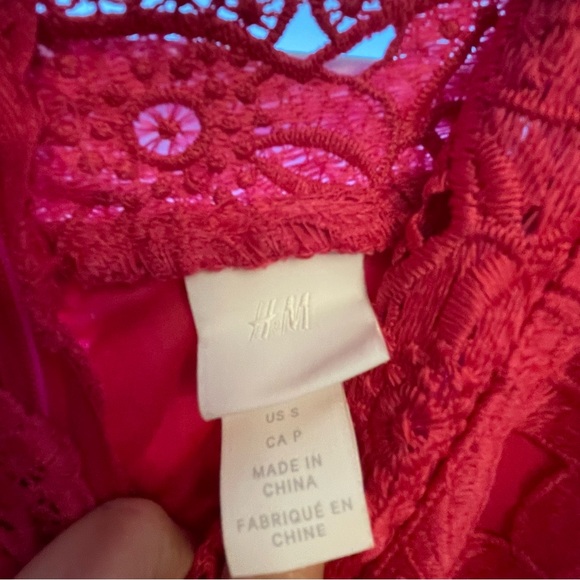 H&M
US S
CA P
MADE IN
CHINA
FABRIQUÉ EN
CHINE